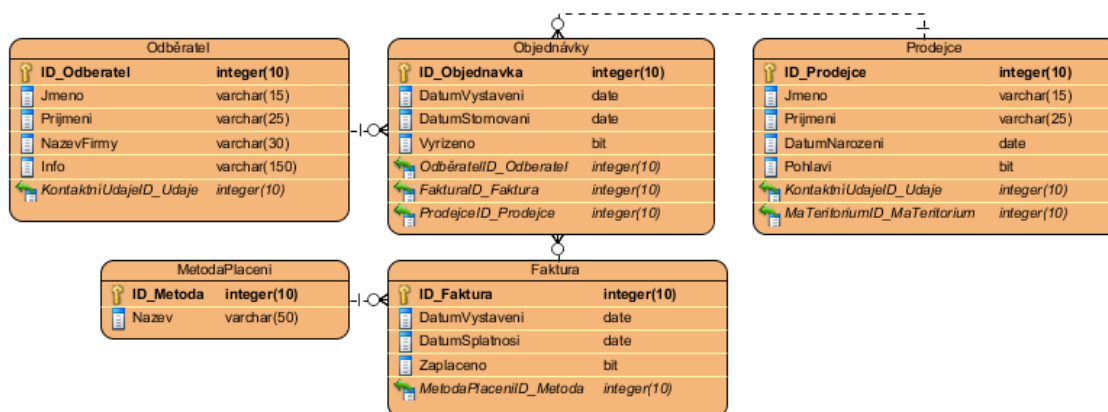 Odběratel
ID_Odberatel integer(10)
Jmeno varchar(15)
Prijmeni varchar(25)
NazevFirmy varchar(30)
Info varchar(150)
KontaktniUdajeID_Udaje integer(10)
Objednávky
ID_Objednavka integer(10)
DatumVystaveni date
DatumStornovani date
Vyrizeno bit
OdběratelID_Odberatel integer(10)
FakturaID_Faktura integer(10)
ProdejceID_Prodejce integer(10)
Prodejce
ID_Prodejce integer(10)
Jmeno varchar(15)
Prijmeni varchar(25)
DatumNarozeni date
Pohlavi bit
KontaktniUdajeID_Udaje integer(10)
MaTeritoriumID_MaTeritorium integer(10)
MetodaPlaceni
ID_Metoda integer(10)
Nazev varchar(50)
Faktura
ID_Faktura integer(10)
DatumVystaveni date
DatumSplatnosi date
Zaplaceno bit
MetodaPlaceniID_Metoda integer(10)